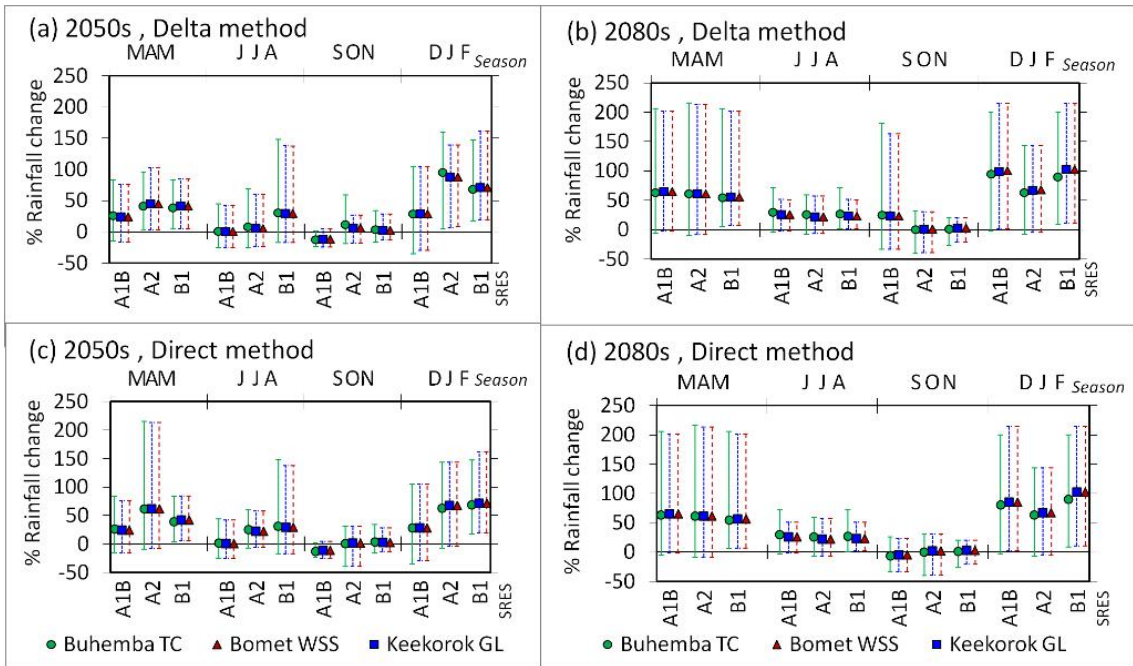 (a) 2050s , Delta method
MAM J J A SON D J F Season
250
200
150
100
50
0
-50
% Rainfall change
A1B A2 B1 A1B A2 B1 A1B A2 B1 A1B A2 B1 SRES
(b) 2080s , Delta method
MAM J J A SON D J F Season
250
200
150
100
50
0
-50
% Rainfall change
A1B A2 B1 A1B A2 B1 A1B A2 B1 A1B A2 B1 SRES
(c) 2050s , Direct method
MAM J J A SON D J F Season
250
200
150
100
50
0
-50
% Rainfall change
A1B A2 B1 A1B A2 B1 A1B A2 B1 A1B A2 B1 SRES
Buhemba TC Bomet WSS Keekorok GL
(d) 2080s , Direct method
MAM J J A SON D J F Season
250
200
150
100
50
0
-50
% Rainfall change
A1B A2 B1 A1B A2 B1 A1B A2 B1 A1B A2 B1 SRES
Buhemba TC Bomet WSS Keekorok GL